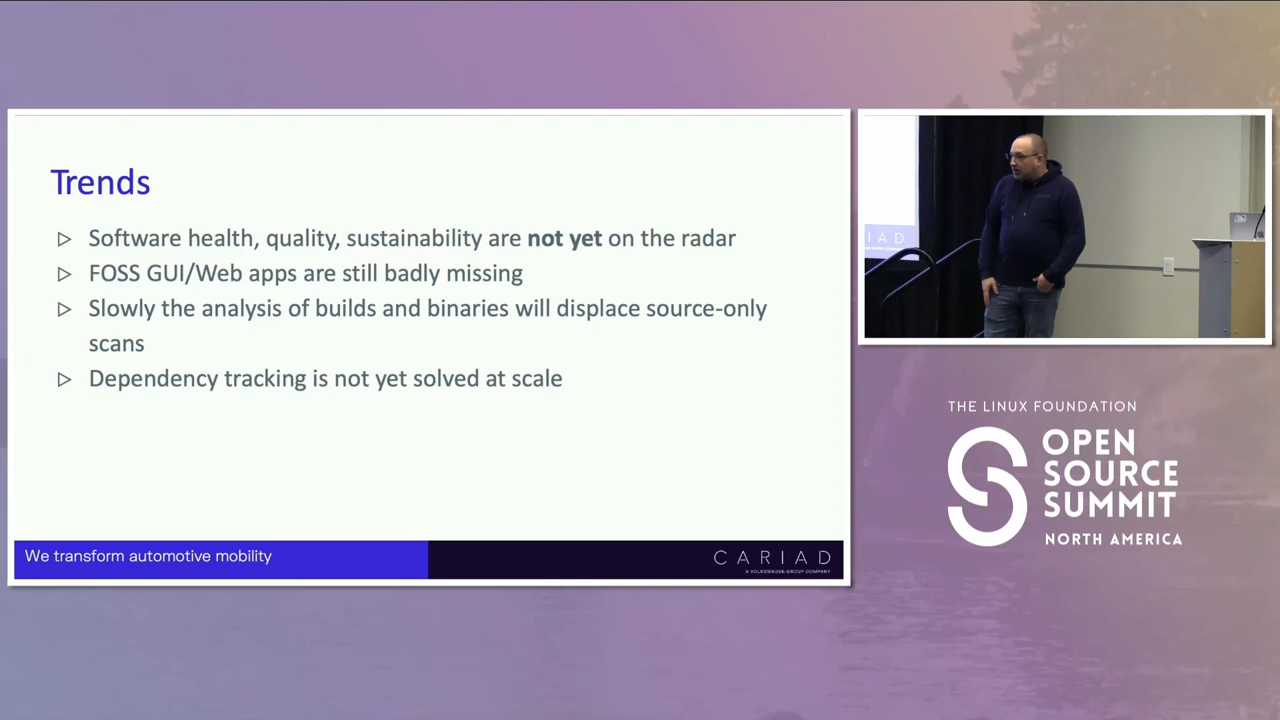 Trends
Software health, quality, sustainability are not yet on the radar
FOSS GUI/Web apps are still badly missing
Slowly the analysis of builds and binaries will displace source-only
scans
Dependency tracking is not yet solved at scale
We transform automotive mobility
CARIAD
A VOLKSWAGEN GROUP COMPANY
IAD
THE LINUX FOUNDATION
OPEN
SOURCE
SUMMIT
NORTH AMERICA